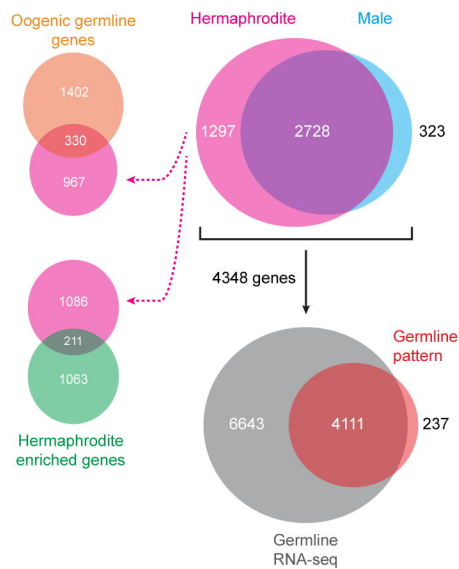 Oogenic germline
genes
1402
330
967
Hermaphrodite
Male
1297
2728
323
4348 genes
1086
211
1063
Hermaphrodite
enriched genes
Germline
pattern
6643
4111
237
Germline
RNA-seq